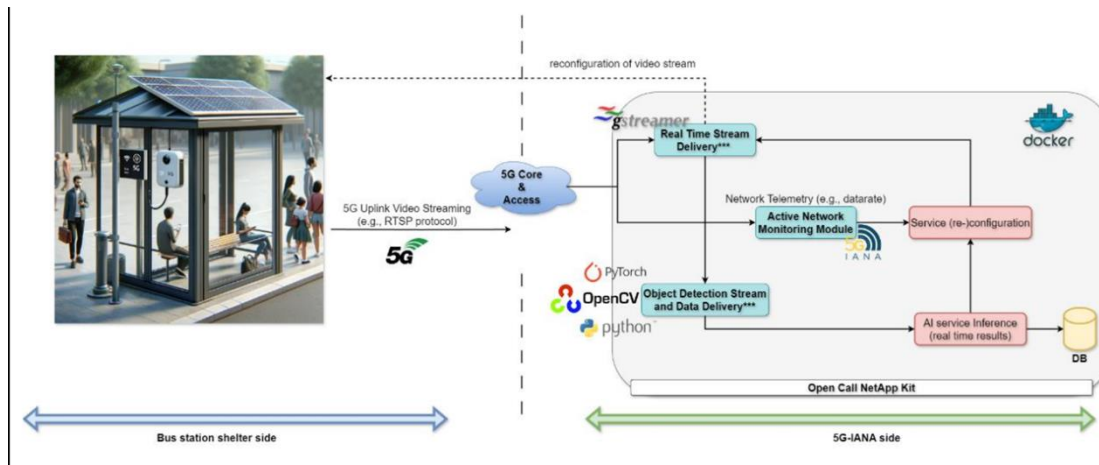 reconfiguration of video stream
gstreamer
docker
Real Time Stream
Delivery***
5G Core
&
Access
5G Uplink Video Streaming
(e.g., RTSP protocol)
5G
Network Telemetry (e.g., datarate)
Active Network
Monitoring Module
5G
IANA
Service (re-)configuration
PyTorch
OpenCV
python
Object Detection Stream
and Data Delivery***
AI service Inference
(real time results)
DB
Open Call NetApp Kit
Bus station shelter side
5G-IANA side